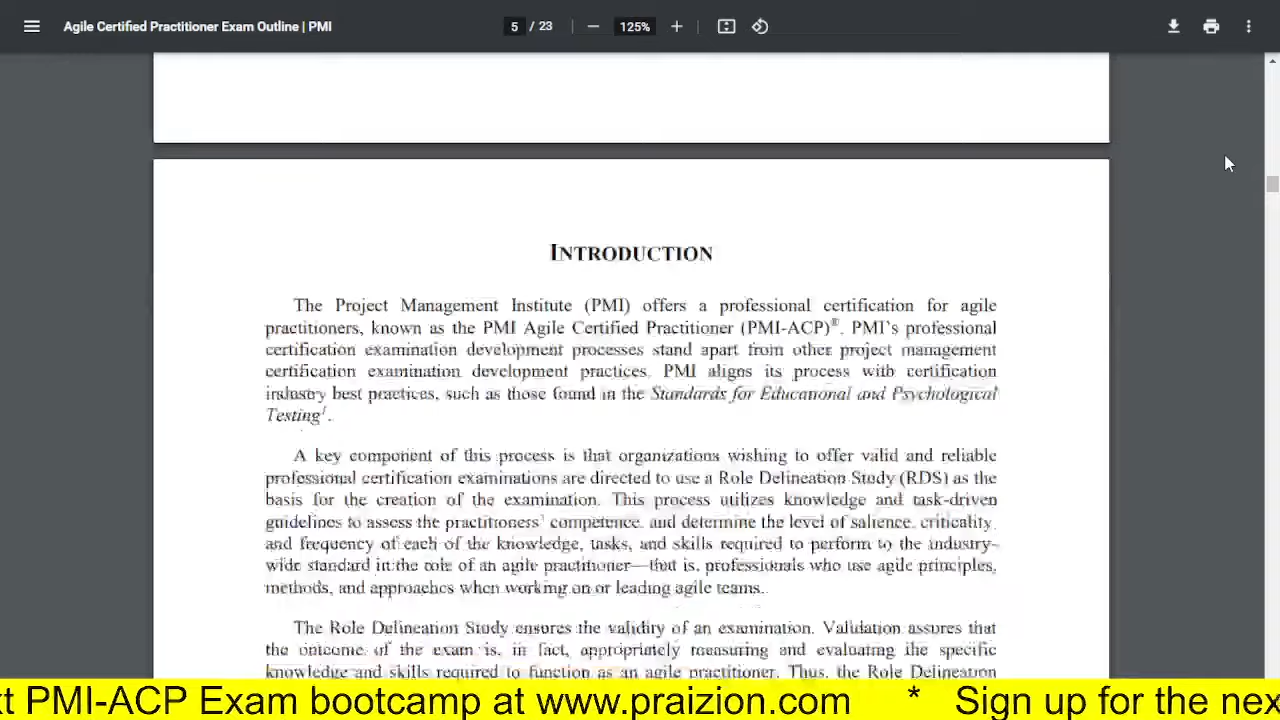 Agile Certified Practitioner Exam Outline | PMI
5 / 23
125%
INTRODUCTION
The Project Management Institute (PMI) offers a professional certification for agile
practitioners, known as the PMI Agile Certified Practitioner (PMI-ACP)®. PMI's professional
certification examination development processes stand apart from other project management
certification examination development practices. PMI aligns its process with certification
industry best practices, such as those found in the Standards for Educational and Psychological
Testing¹.
A key component of this process is that organizations wishing to offer valid and reliable
professional certification examinations are directed to use a Role Delineation Study (RDS) as the
basis for the creation of the examination. This process utilizes knowledge and task-driven
guidelines to assess the practitioners' competence, and determine the level of salience, criticality,
and frequency of each of the knowledge, tasks, and skills required to perform to the industry-
wide standard in the role of an agile practitioner—that is, professionals who use agile principles,
methods, and approaches when working on or leading agile teams.
The Role Delineation Study ensures the validity of an examination. Validation assures that
the outcome of the exam is, in fact, appropriately measuring and evaluating the specific
knowledge and skills required to function as an agile practitioner. Thus, the Role Delineation
xt PMI-ACP Exam bootcamp at www.praizion.com * Sign up for the nex